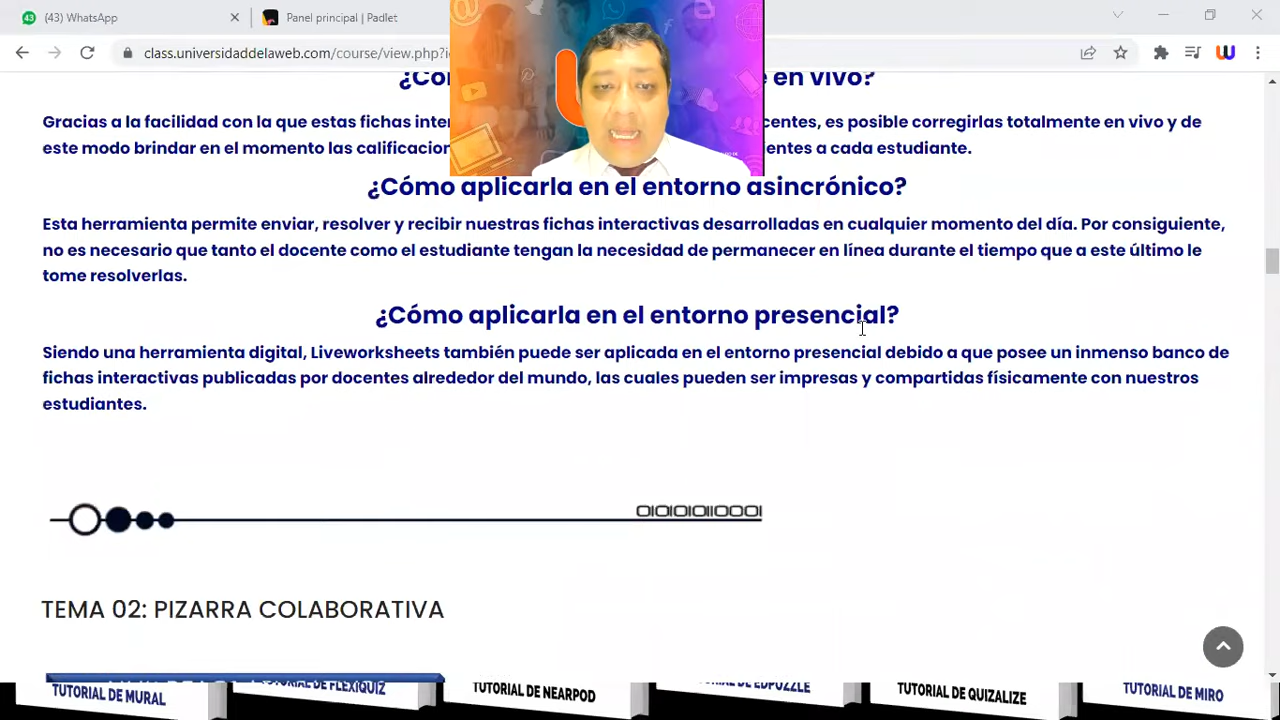 (43) WhatsApp
Panel principal | Padlet
class.universidaddelaweb.com/course/view.php?i
en vivo?
Gracias a la facilidad con la que estas fichas centes, es posible corregirlas totalmente en vivo y de
este modo brindar en el momento las entes a cada estudiante.
¿Cómo aplicarla en el entorno asincrónico?
Esta herramienta permite enviar, resolver y recibir nuestras fichas interactivas desarrolladas en cualquier momento del día. Por consiguiente,
no es necesario que tanto el docente como el estudiante tengan la necesidad de permanecer en línea durante el tiempo que a este último le
tome resolverlas.
¿Cómo aplicarla en el entorno presencial?
Siendo una herramienta digital, Liveworksheets también puede ser aplicada en el entorno presencial debido a que posee un inmenso banco de
fichas interactivas publicadas por docentes alrededor del mundo, las cuales pueden ser impresas y compartidas físicamente con nuestros
estudiantes.
TEMA 02: PIZARRA COLABORATIVA
TUTORIAL DE MURAL
TUTORIAL DE FLEXIQUIZ
TUTORIAL DE NEARPOD
TUTORIAL DE EDPUZZLE
TUTORIAL DE QUIZALIZE
TUTORIAL DE MIRO